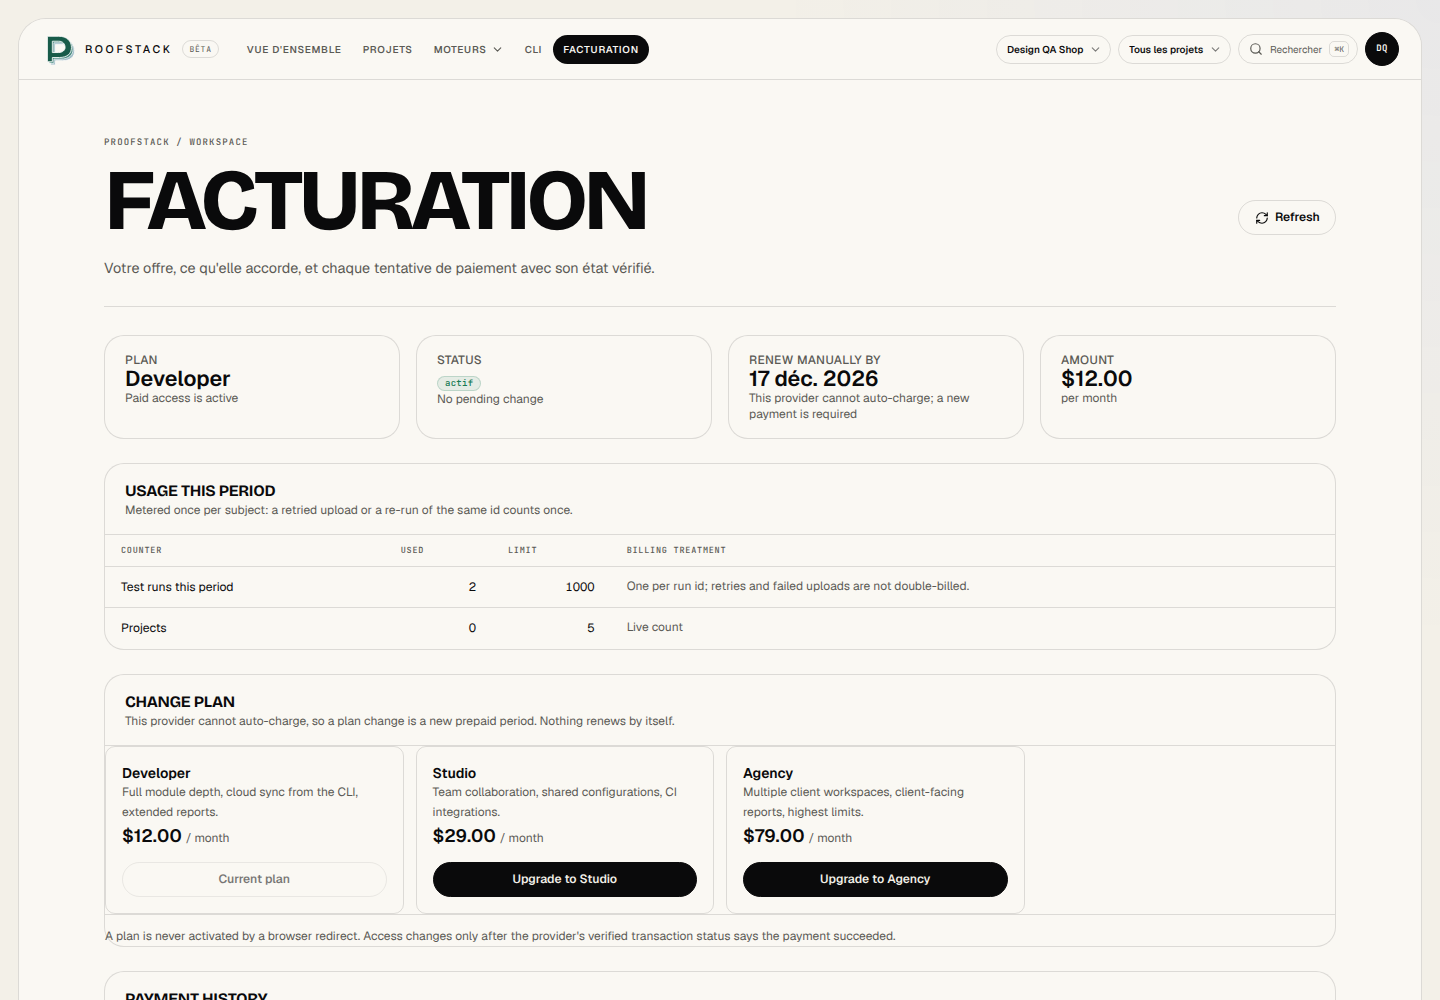 ROOFSTACK BÊTA VUE D'ENSEMBLE PROJETS MOTEURS CLI FACTURATION Design QA Shop Tous les projets Rechercher ⌘K DQ
PROOFSTACK / WORKSPACE
FACTURATION
Refresh
Votre offre, ce qu'elle accorde, et chaque tentative de paiement avec son état vérifié.
PLAN
Developer
Paid access is active
STATUS
actif
No pending change
RENEW MANUALLY BY
17 déc. 2026
This provider cannot auto-charge; a new
payment is required
AMOUNT
$12.00
per month
USAGE THIS PERIOD
Metered once per subject: a retried upload or a re-run of the same id counts once.
COUNTER USED LIMIT BILLING TREATMENT
Test runs this period 2 1000 One per run id; retries and failed uploads are not double-billed.
Projects 0 5 Live count
CHANGE PLAN
This provider cannot auto-charge, so a plan change is a new prepaid period. Nothing renews by itself.
Developer
Full module depth, cloud sync from the CLI,
extended reports.
$12.00 / month
Current plan
Studio
Team collaboration, shared configurations, CI
integrations.
$29.00 / month
Upgrade to Studio
Agency
Multiple client workspaces, client-facing
reports, highest limits.
$79.00 / month
Upgrade to Agency
A plan is never activated by a browser redirect. Access changes only after the provider's verified transaction status says the payment succeeded.
PAYMENT HISTORY